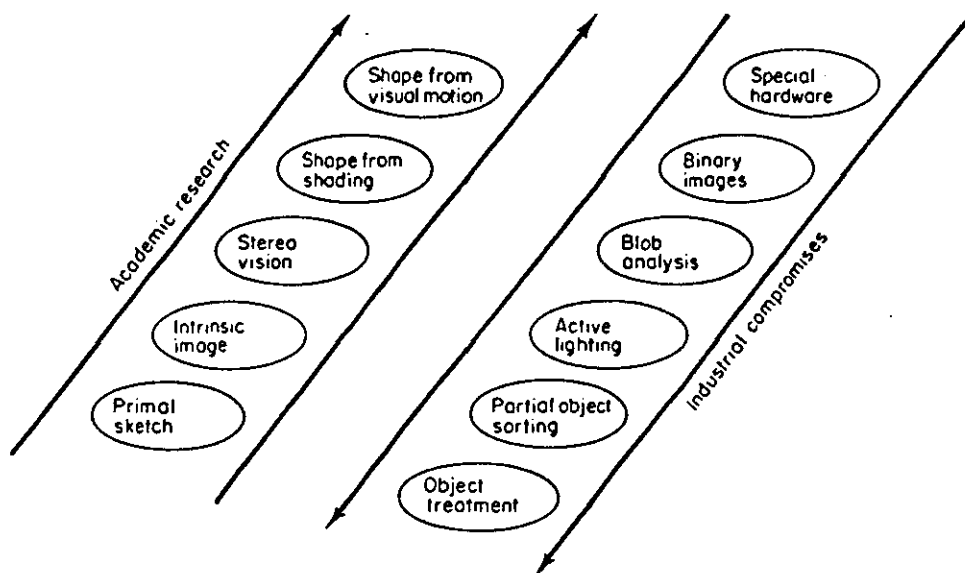 Academic research
Shape from
visual motion
Shape from
shading
Stereo
vision
Intrinsic
image
Primal
sketch
Special
hardware
Binary
images
Blob
analysis
Active
lighting
Partial object
sorting
Object
treatment
Industrial compromises